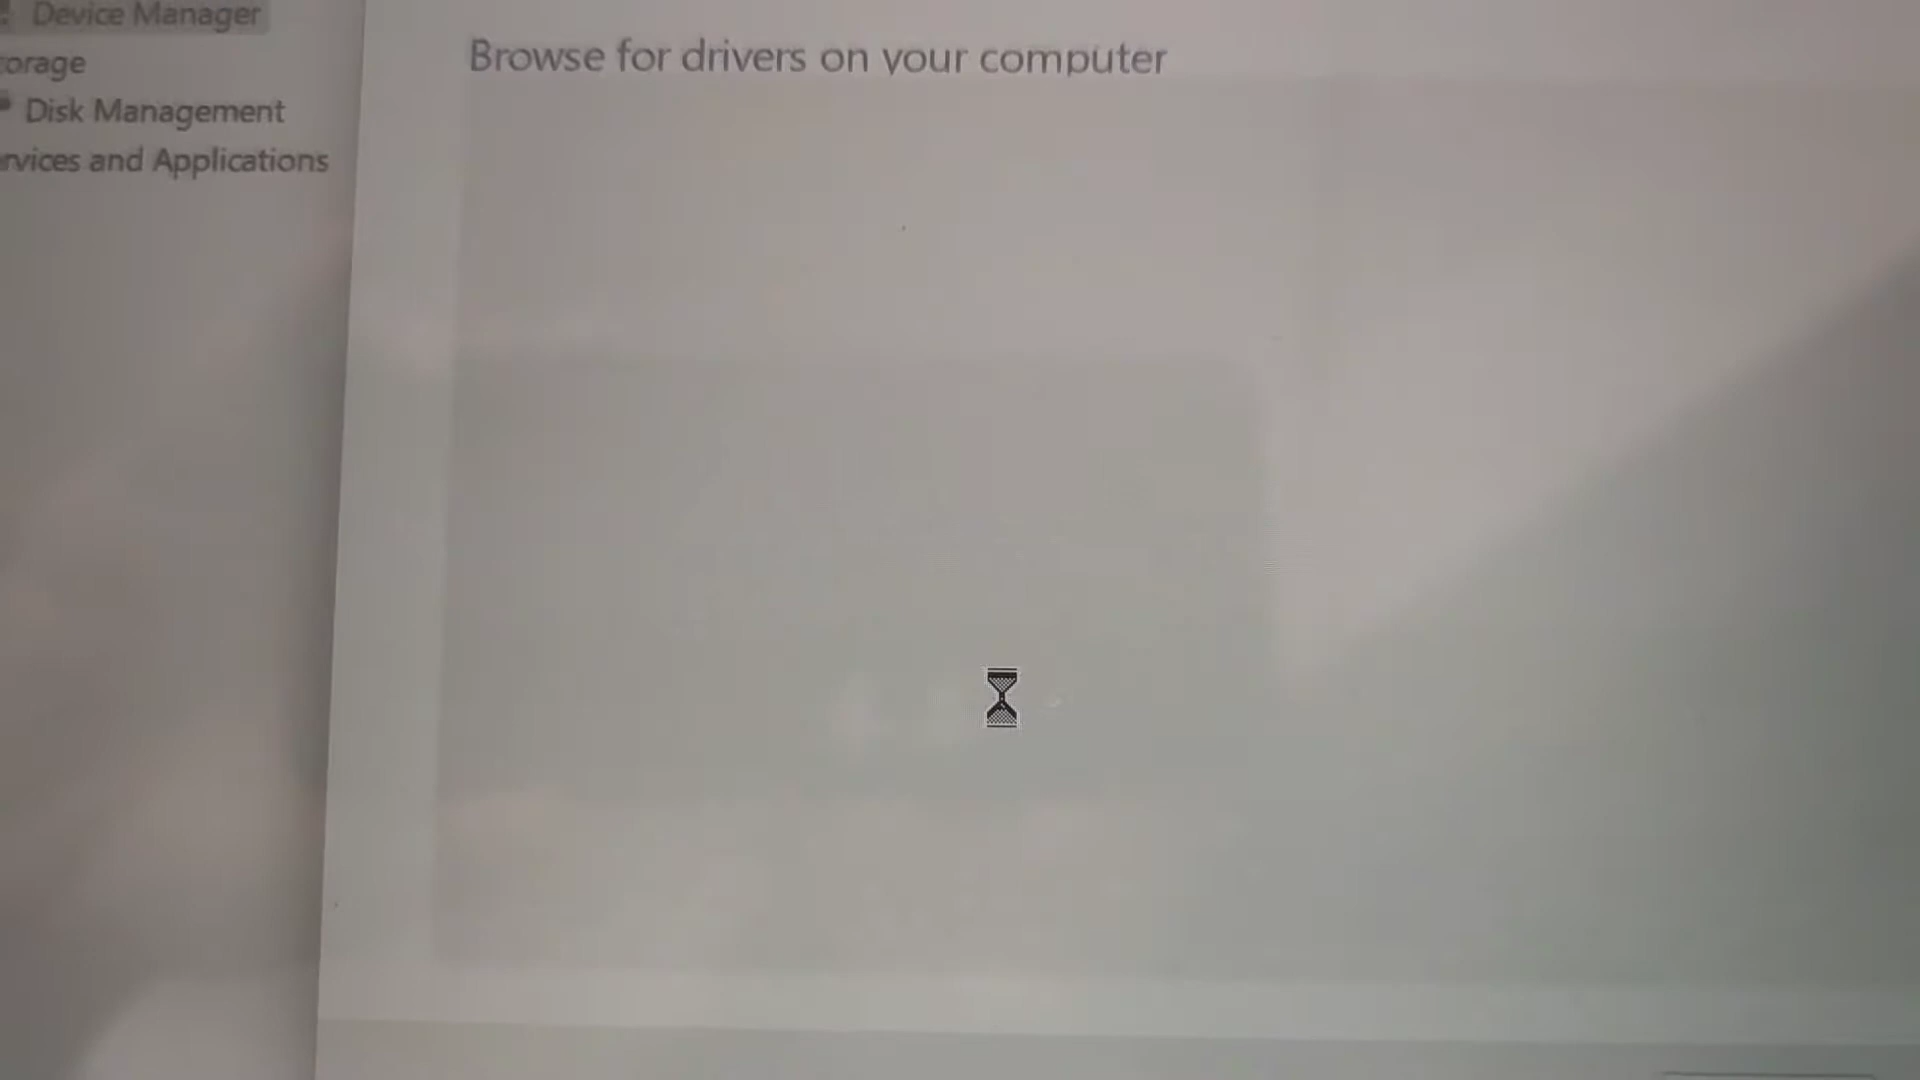 Device Manager
orage
Disk Management
rvices and Applications
Browse for drivers on your computer